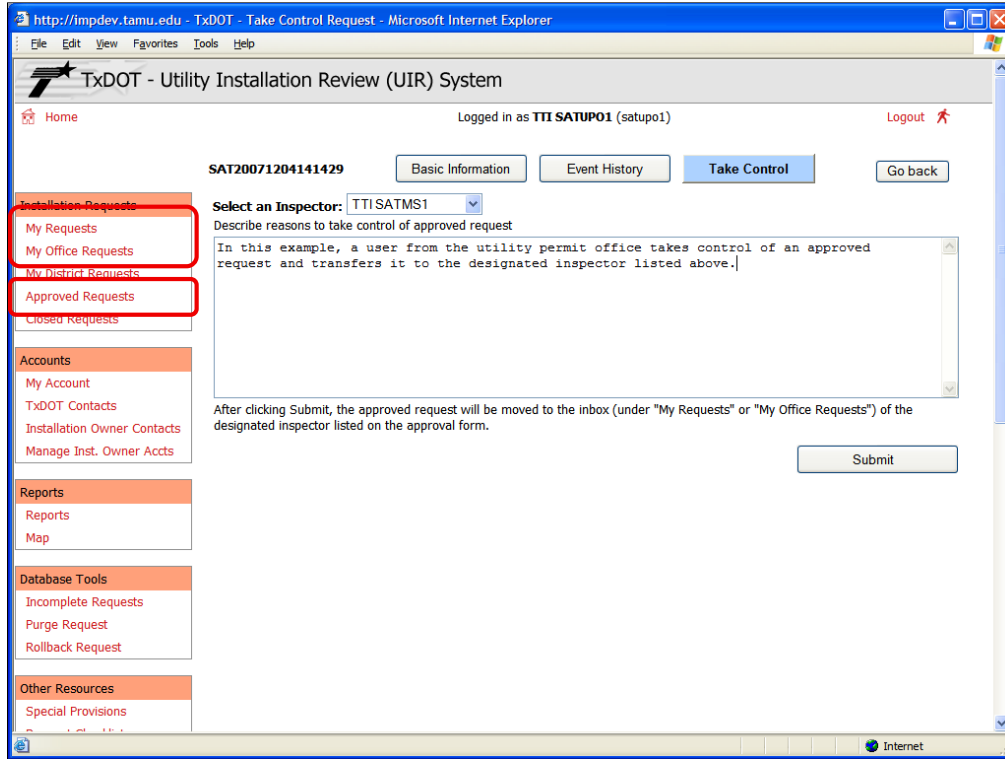 http://impdev.tamu.edu - TxDOT - Take Control Request - Microsoft Internet Explorer
File Edit View Favorites Tools Help
TxDOT - Utility Installation Review (UIR) System
Home
Logged in as TTI SATUPO1 (satupo1)
Logout
SAT20071204141429
Basic Information
Event History
Take Control
Go back
Installation Requests
My Requests
My Office Requests
My District Requests
Approved Requests
Closed Requests
Accounts
My Account
TxDOT Contacts
Installation Owner Contacts
Manage Inst. Owner Accts
Reports
Reports
Map
Database Tools
Incomplete Requests
Purge Request
Rollback Request
Other Resources
Special Provisions
Select an Inspector: TTI SATMS1
Describe reasons to take control of approved request
In this example, a user from the utility permit office takes control of an approved
request and transfers it to the designated inspector listed above.
After clicking Submit, the approved request will be moved to the inbox (under "My Requests" or "My Office Requests") of the
designated inspector listed on the approval form.
Submit
Internet